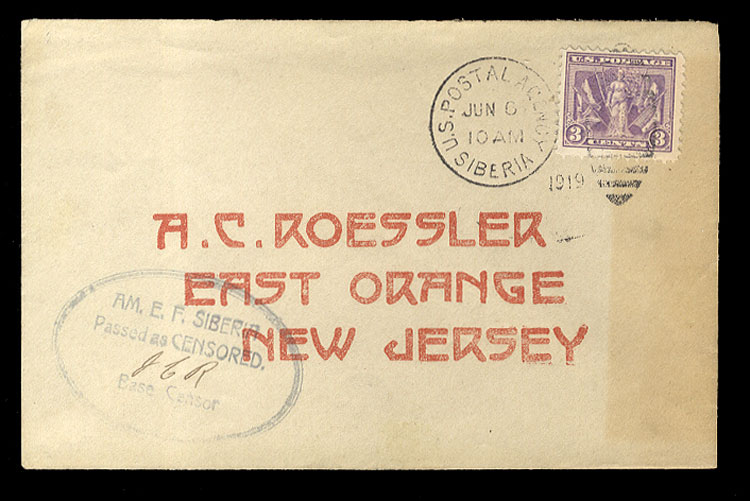 U.S. POSTAL AGENCY
JUN 6
10 AM
SIBERIA
1919
U.S. POSTAGE
3 3
CENTS
A.C. ROESSLER
EAST ORANGE
NEW JERSEY
AM. E. F. SIBERIA
Passed as CENSORED.
Base Censor